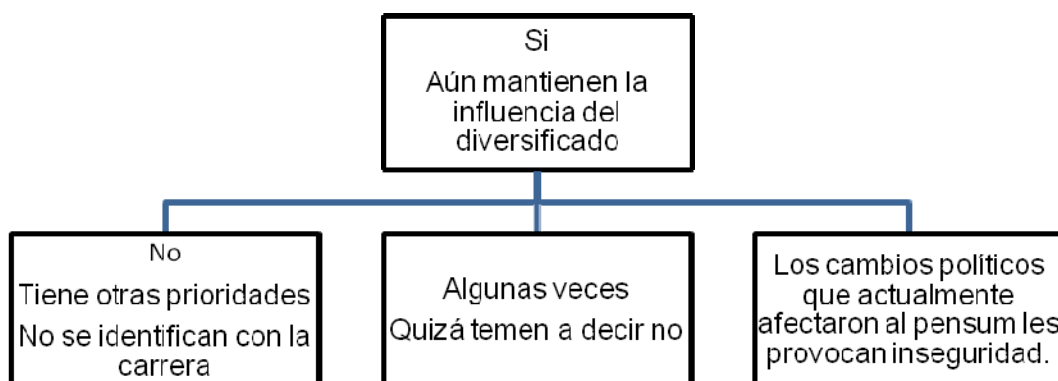 Si
Aún mantienen la
influencia del
diversificado
No
Tiene otras prioridades
No se identifican con la
carrera
Algunas veces
Quizá temen a decir no
Los cambios políticos
que actualmente
afectaron al pensum les
provocan inseguridad.